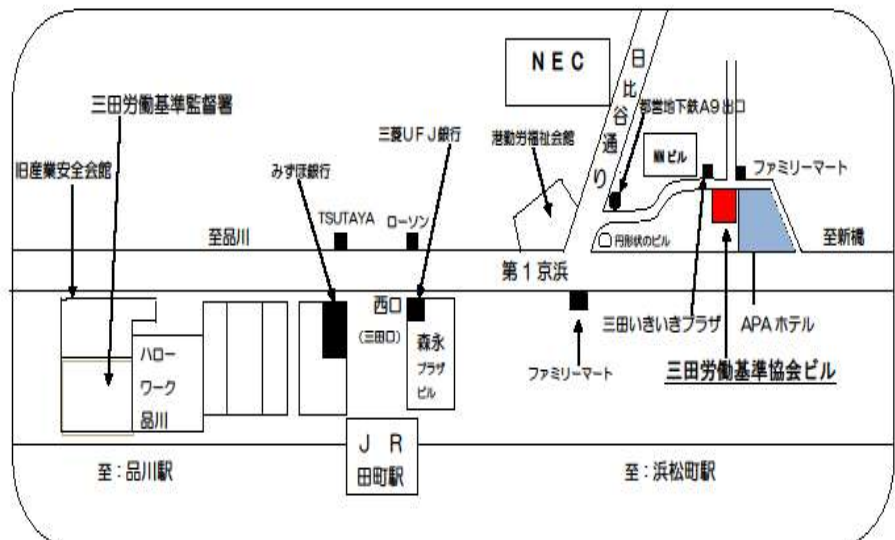 NEC
日比谷通り
三田労働基準監督署
都営地下鉄A9出口
三菱UFJ銀行
港勤労福祉会館
NNビル
ファミリーマート
旧産業安全会館
みずほ銀行
TSUTAYA
ローソン
至品川
円形状のビル
至新橋
第1京浜
西口
(三田口)
森永
プラザ
ビル
三田いきいきプラザ
APAホテル
ハロー
ワーク
品川
ファミリーマート
三田労働基準協会ビル
JR
田町駅
至:品川駅
至:浜松町駅